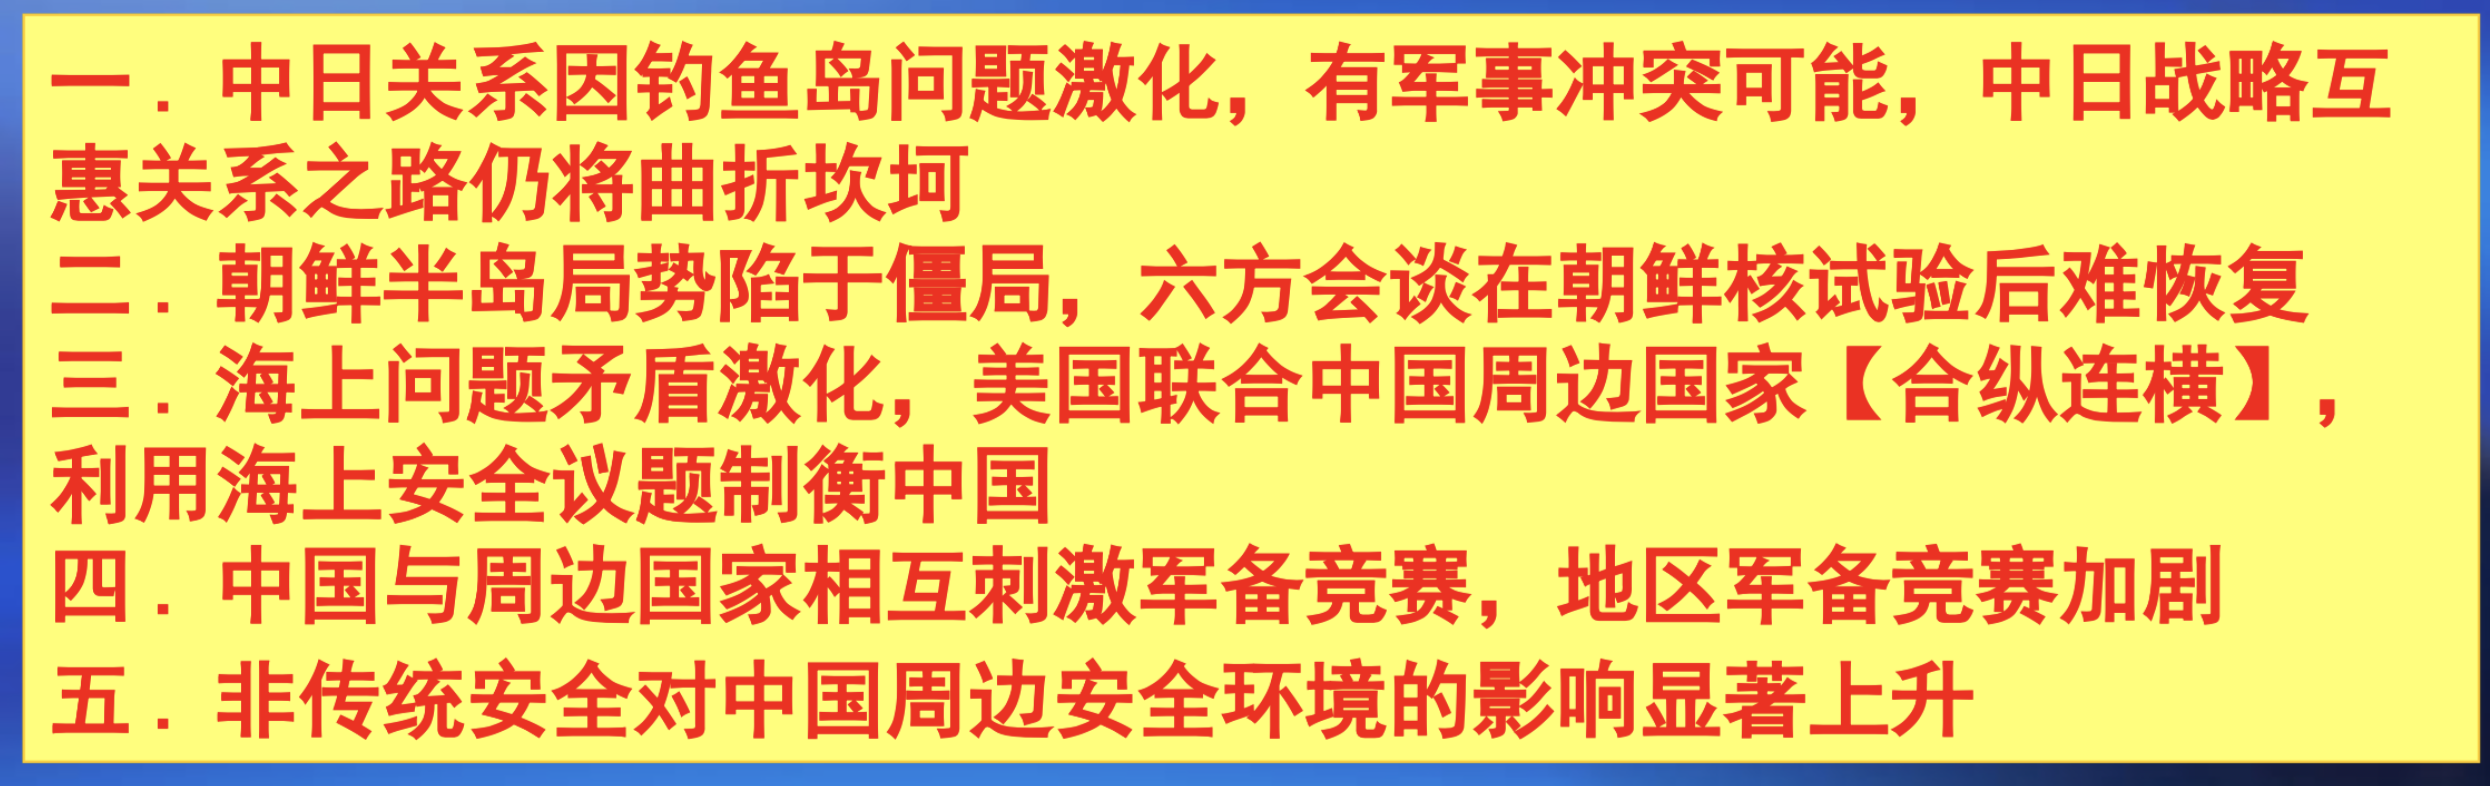 一．中日关系因钓鱼岛问题激化，有军事冲突可能，中日战略互
惠关系之路仍将曲折坎坷
二．朝鲜半岛局势陷于僵局，六方会谈在朝鲜核试验后难恢复
三．海上问题矛盾激化，美国联合中国周边国家【合纵连横】，
利用海上安全议题制衡中国
四．中国与周边国家相互刺激军备竞赛，地区军备竞赛加剧
五．非传统安全对中国周边安全环境的影响显著上升